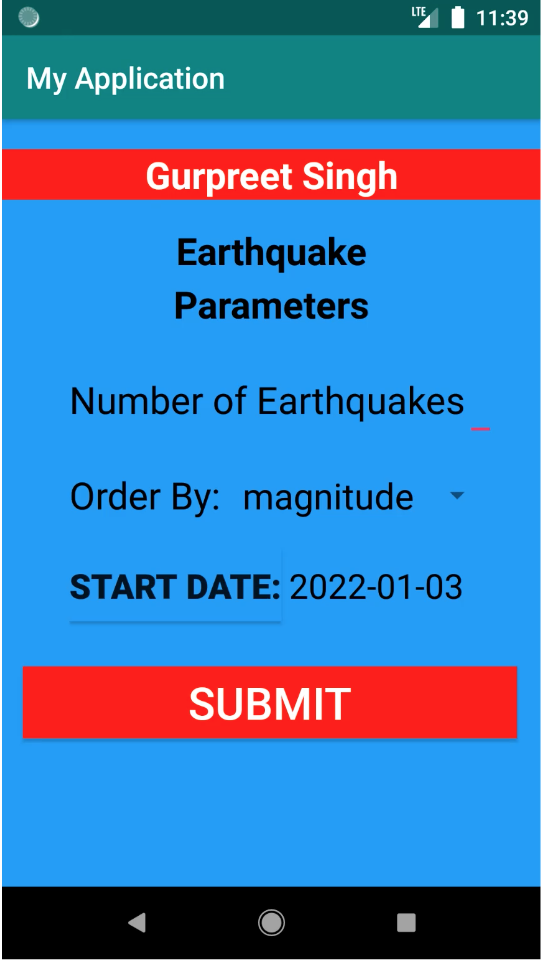 LTE 11:39
My Application
Gurpreet Singh
Earthquake
Parameters
Number of Earthquakes
Order By: magnitude
START DATE: 2022-01-03
SUBMIT